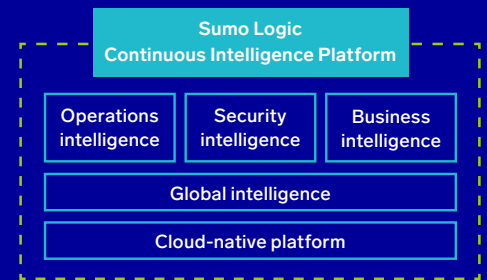 Sumo Logic
Continuous Intelligence Platform
Operations
intelligence
Security
intelligence
Business
intelligence
Global intelligence
Cloud-native platform